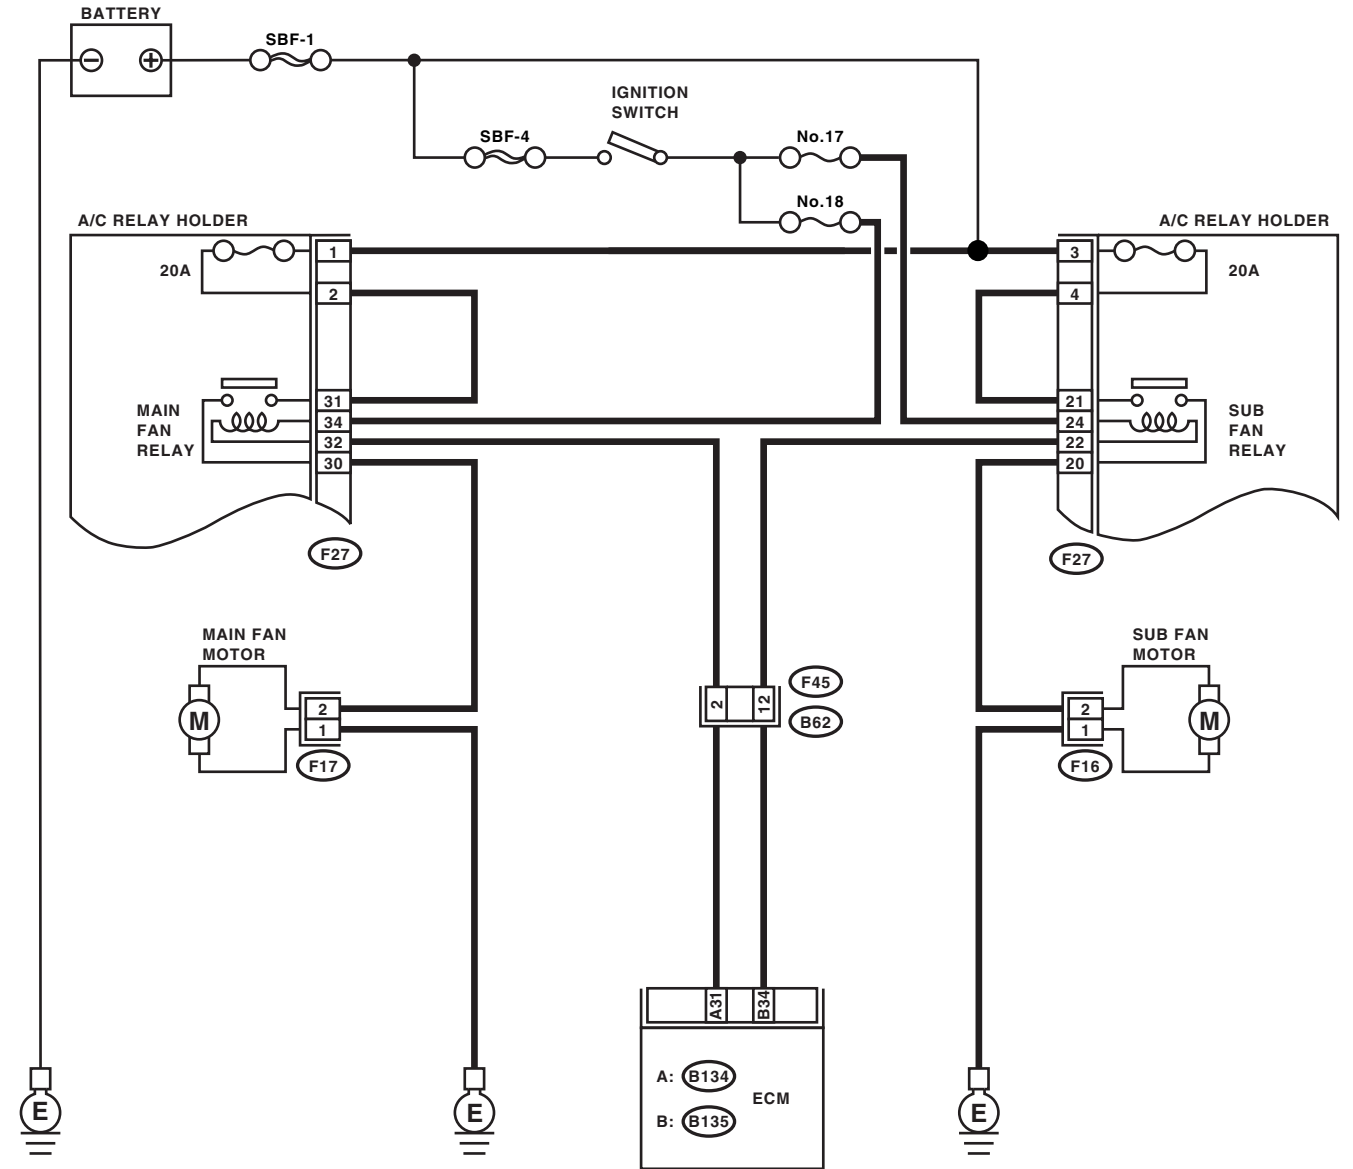 BATTERY
SBF-1
IGNITION
SWITCH
SBF-4
No.17
No.18
A/C RELAY HOLDER
A/C RELAY HOLDER
20A
1
2
3
4
20A
MAIN
FAN
RELAY
31
34
32
30
21
24
22
20
SUB
FAN
RELAY
F27
F27
MAIN FAN
MOTOR
M
2
1
F17
2
12
F45
B62
SUB FAN
MOTOR
2
1
M
F16
A31
B34
A: B134
B: B135
ECM
E
E
E